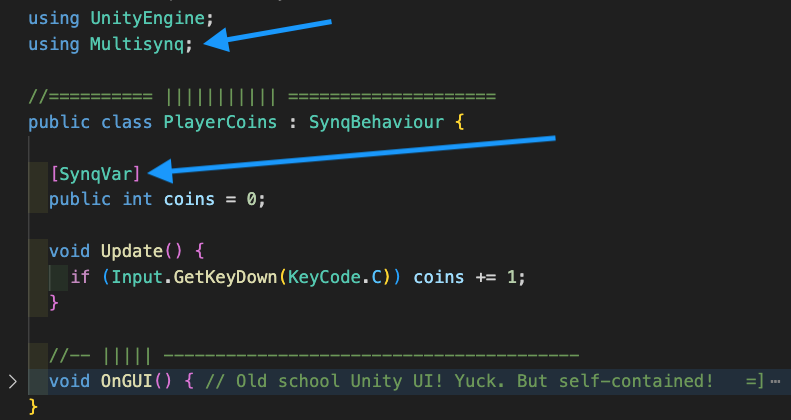 using UnityEngine;
using Multisynq;
//========== ||||||||||| ====================
public class PlayerCoins : SynqBehaviour {
[SynqVar]
public int coins = 0;
void Update() {
if (Input.GetKeyDown(KeyCode.C)) coins += 1;
}
//-- ||||| ----------------------------------------
void OnGUI() { // Old school Unity UI! Yuck. But self-contained! =]⋯
}